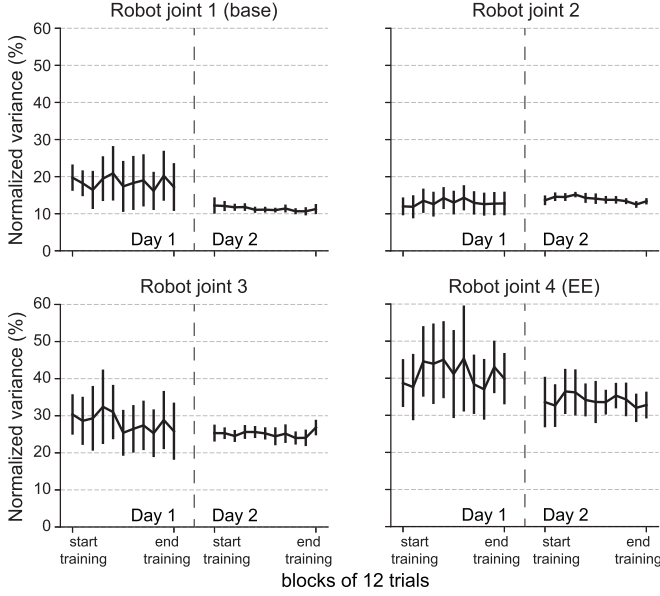 Robot joint 1 (base)
Robot joint 2
Normalized variance (%)
60
50
40
30
20
10
0
Day 1
Day 2
Day 1
Day 2
Robot joint 3
Robot joint 4 (EE)
Normalized variance (%)
60
50
40
30
20
10
0
Day 1
Day 2
Day 1
Day 2
start
training
end
training
start
training
end
training
start
training
end
training
start
training
end
training
blocks of 12 trials